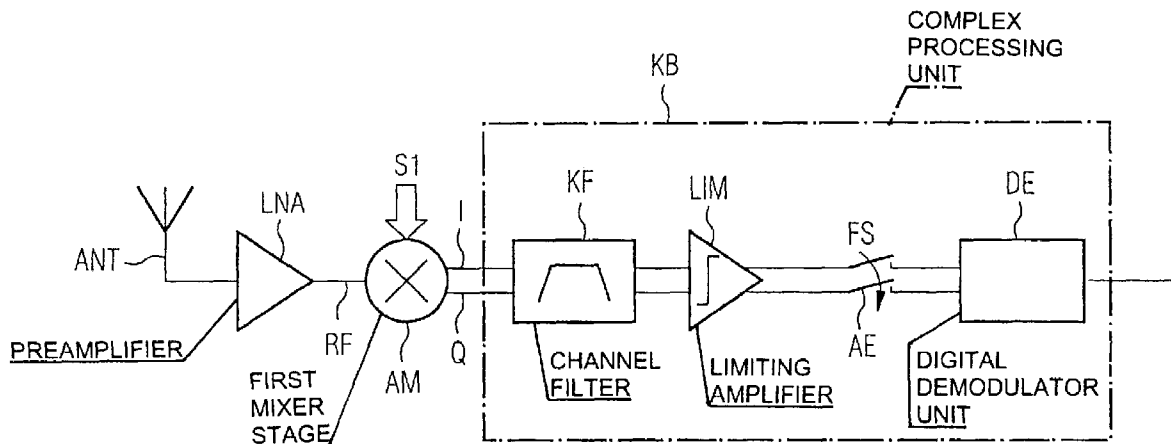 COMPLEX
PROCESSING
UNIT
KB
S1
ANT
LNA
I
KF
LIM
FS
DE
PREAMPLIFIER
RF
AM
Q
AE
FIRST
MIXER
STAGE
CHANNEL
FILTER
LIMITING
AMPLIFIER
DIGITAL
DEMODULATOR
UNIT